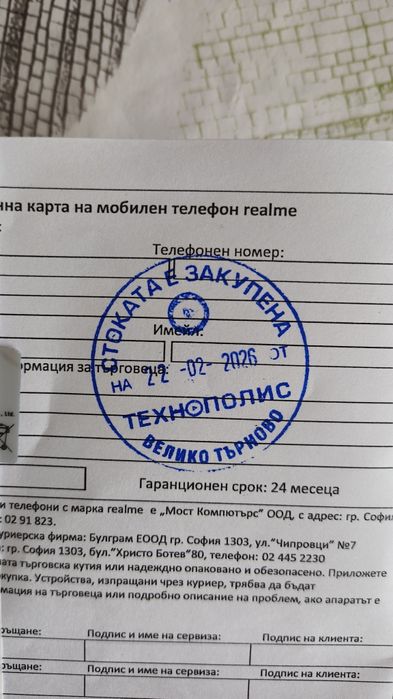 нна карта на мобилен телефон realme
Телефонен номер:
СТОКАТА Е ЗАКУПЕНА
Имейл:
ормация за търговеца:
НА 22 -02- 2026 ОТ
ТЕХНОПОЛИС
ВЕЛИКО ТЪРНОВО
Гаранционен срок: 24 месеца
и телефони с марка realme е „Мост Компютърс" ООД, с адрес: гр. Софи
: 02 91 823.
уриерска фирма: Булграм ЕООД гр. София 1303, ул."Чипровци" №7
: гр. София 1303, бул."Христо Ботев"80, телефон: 02 445 2230
ата търговска кутия или надеждно опаковано и обезопасено. Приложете
купка. Устройства, изпращани чрез куриер, трябва да бъдат
мация на търговеца или подробно описание на проблем, ако апаратът е
ръщане: Подпис и име на сервиза: Подпис на клиента:
ръщане: Подпис и име на сервиза: Подпис на клиента: